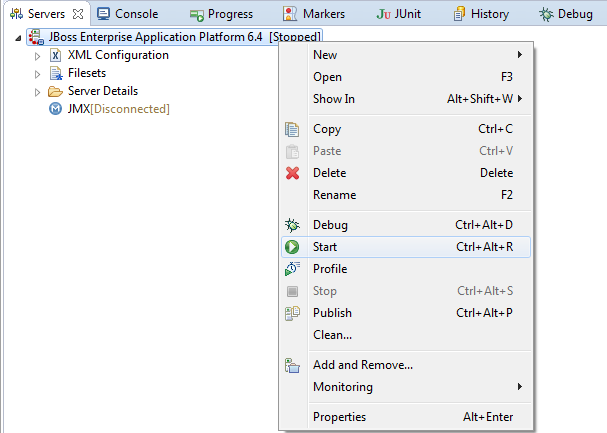 Servers Console Progress Markers JUnit History Debug
JBoss Enterprise Application Platform 6.4 [Stopped]
XML Configuration
Filesets
Server Details
JMX[Disconnected]
New
Open F3
Show In Alt+Shift+W
Copy Ctrl+C
Paste Ctrl+V
Delete Delete
Rename F2
Debug Ctrl+Alt+D
Start Ctrl+Alt+R
Profile
Stop Ctrl+Alt+S
Publish Ctrl+Alt+P
Clean...
Add and Remove...
Monitoring
Properties Alt+Enter